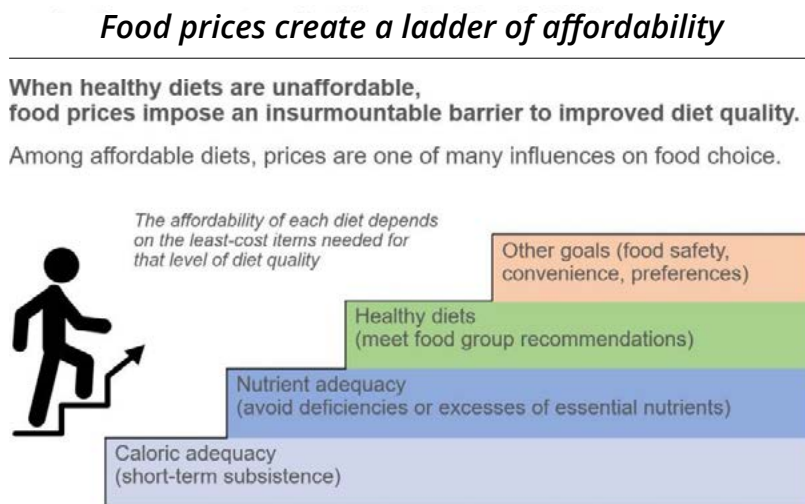 Food prices create a ladder of affordability
When healthy diets are unaffordable,
food prices impose an insurmountable barrier to improved diet quality.
Among affordable diets, prices are one of many influences on food choice.
The affordability of each diet depends
on the least-cost items needed for
that level of diet quality
Other goals (food safety,
convenience, preferences)
Healthy diets
(meet food group recommendations)
Nutrient adequacy
(avoid deficiencies or excesses of essential nutrients)
Caloric adequacy
(short-term subsistence)